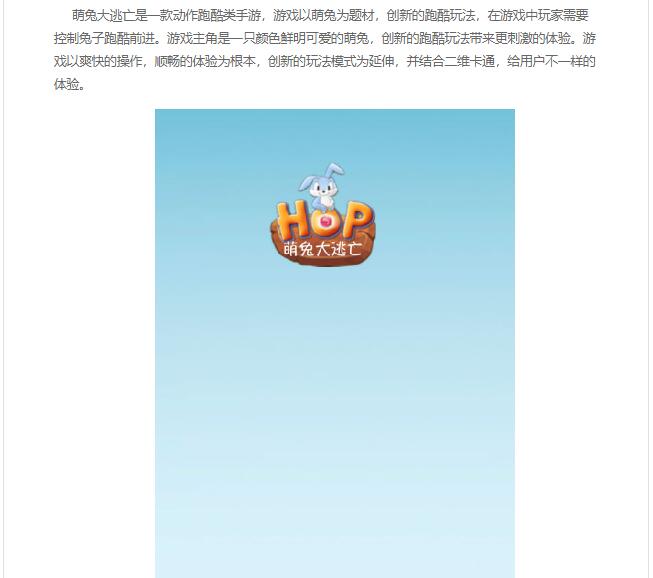 萌兔大逃亡是一款动作跑酷类手游，游戏以萌兔为题材，创新的跑酷玩法，在游戏中玩家需要
控制兔子跑酷前进。游戏主角是一只颜色鲜明可爱的萌兔，创新的跑酷玩法带来更刺激的体验。游
戏以爽快的操作，顺畅的体验为根本，创新的玩法模式为延伸，并结合二维卡通，给用户不一样的
体验。
HOP
萌兔大逃亡